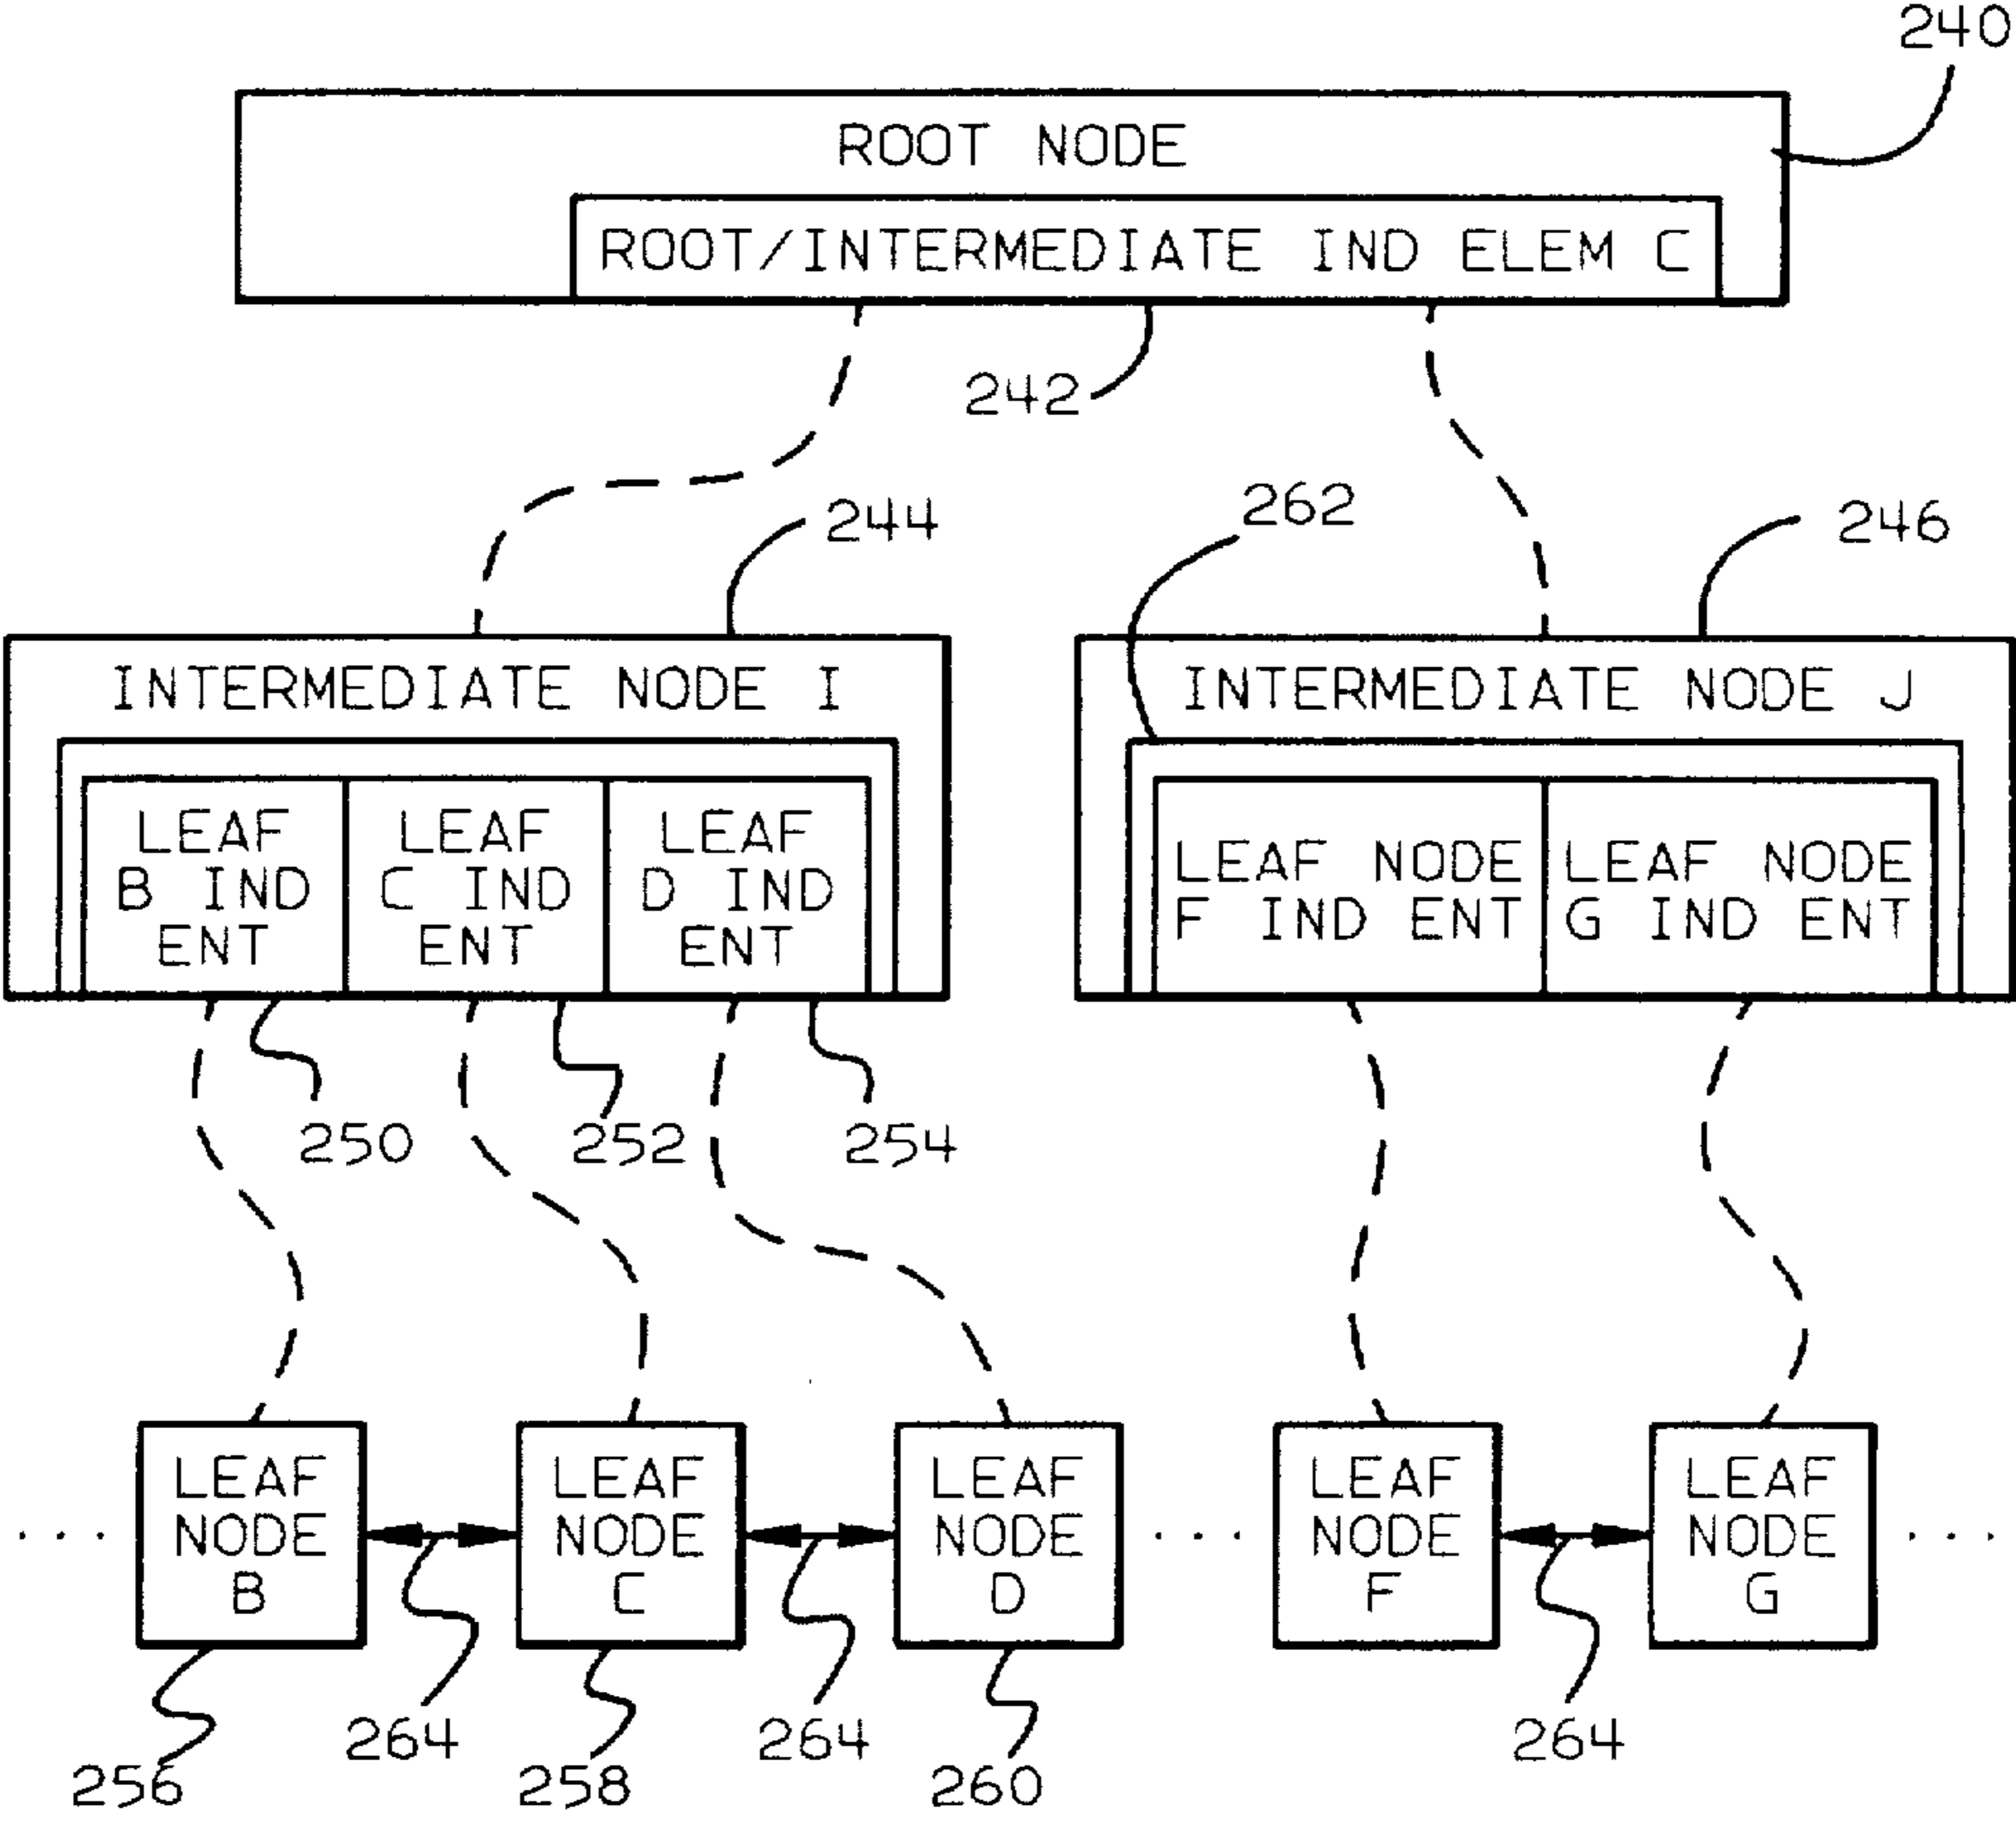 240
ROOT NODE
ROOT/INTERMEDIATE IND ELEM C
242
244
262
246
INTERMEDIATE NODE I
INTERMEDIATE NODE J
LEAF
B IND
ENT
LEAF
C IND
ENT
LEAF
D IND
ENT
LEAF NODE
F IND ENT
LEAF NODE
G IND ENT
250
252
254
. . .
LEAF
NODE
B
LEAF
NODE
C
LEAF
NODE
D
. . .
LEAF
NODE
F
LEAF
NODE
G
. . .
256
264
258
264
260
264